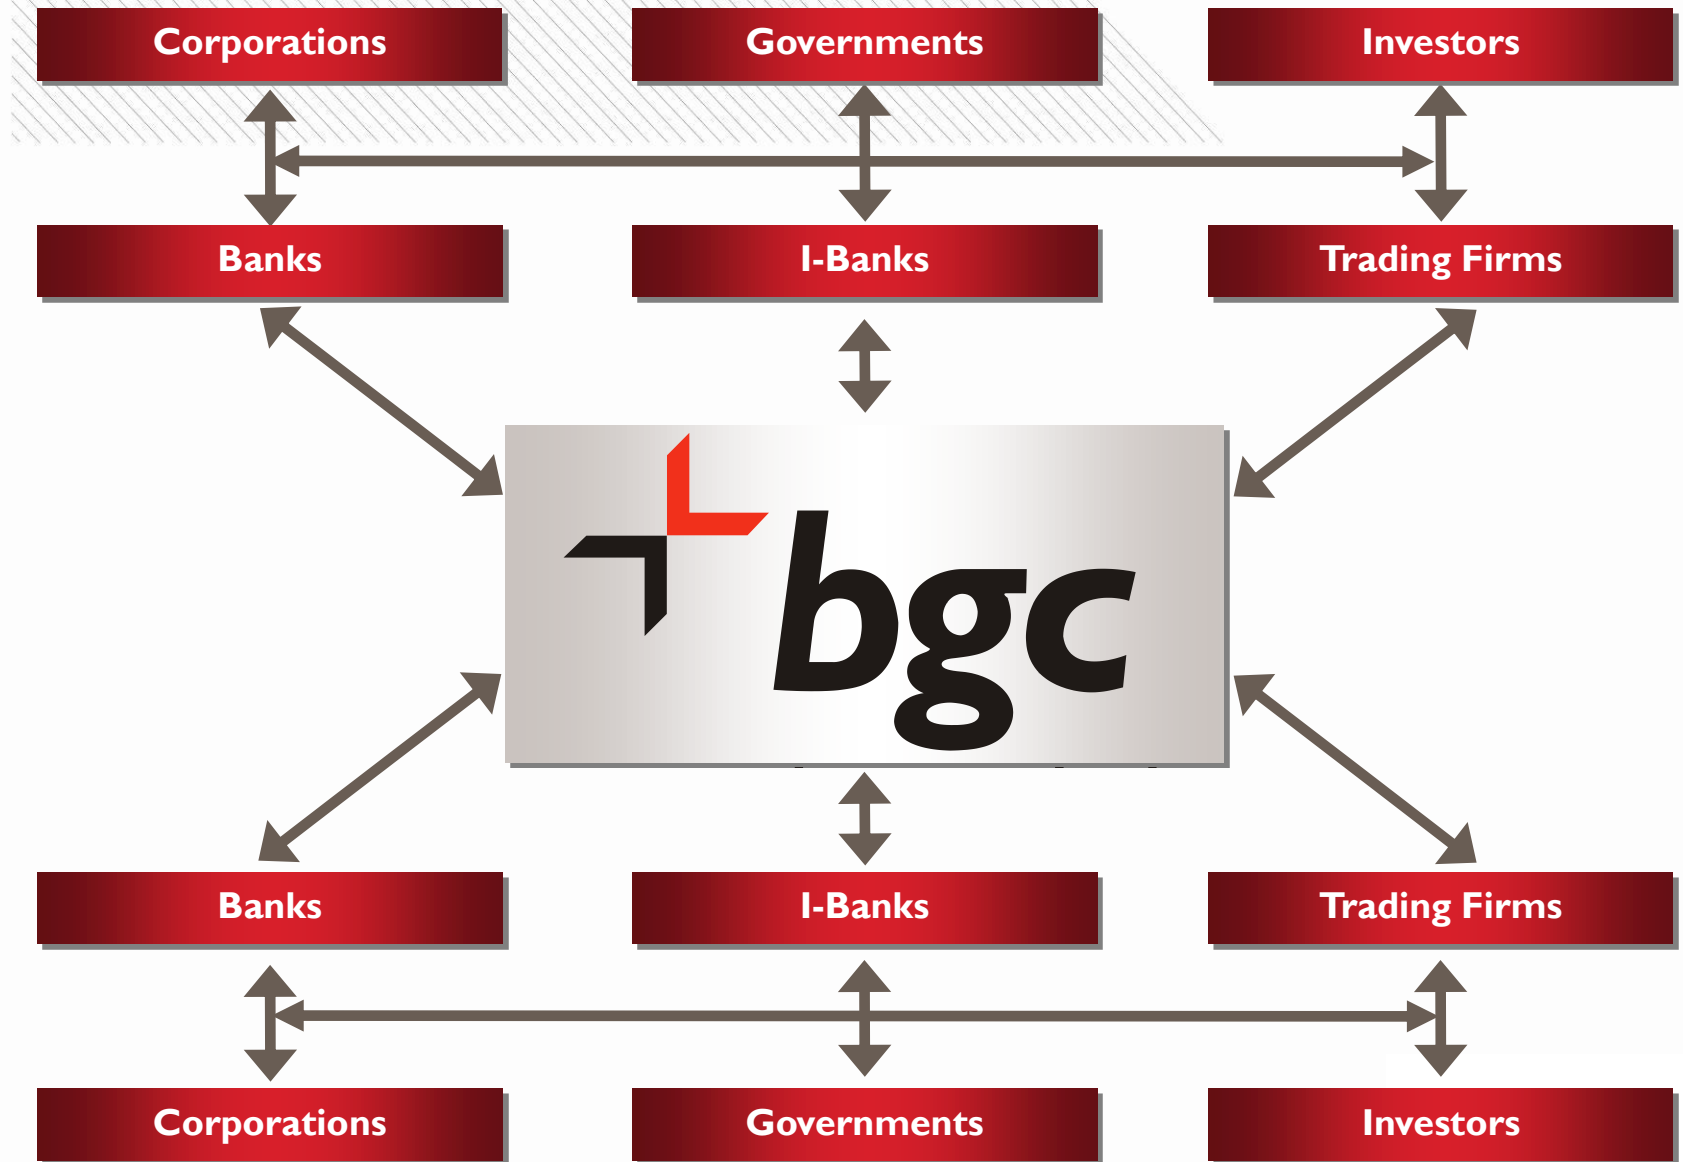 Corporations
Governments
Investors
Banks
I-Banks
Trading Firms
bgc
Banks
I-Banks
Trading Firms
Corporations
Governments
Investors